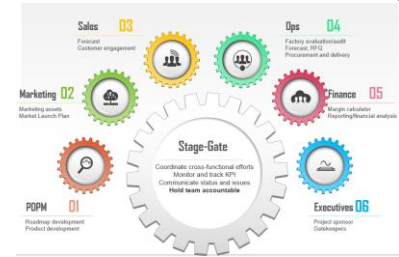 Sales 03
Forecast
Customer engagement
Ops 04
Factory evaluation/audit
Forecast, RFQ
Procurement and delivery
Marketing 02
Marketing assets
Market Launch Plan
Finance 05
Margin calculator
Reporting/financial analysis
Stage-Gate
Coordinate cross-functional efforts
Monitor and track KPI
Communicate status and issues
Hold team accountable
PDPM 01
Roadmap development
Product development
Executives 06
Project sponsor
Gatekeepers